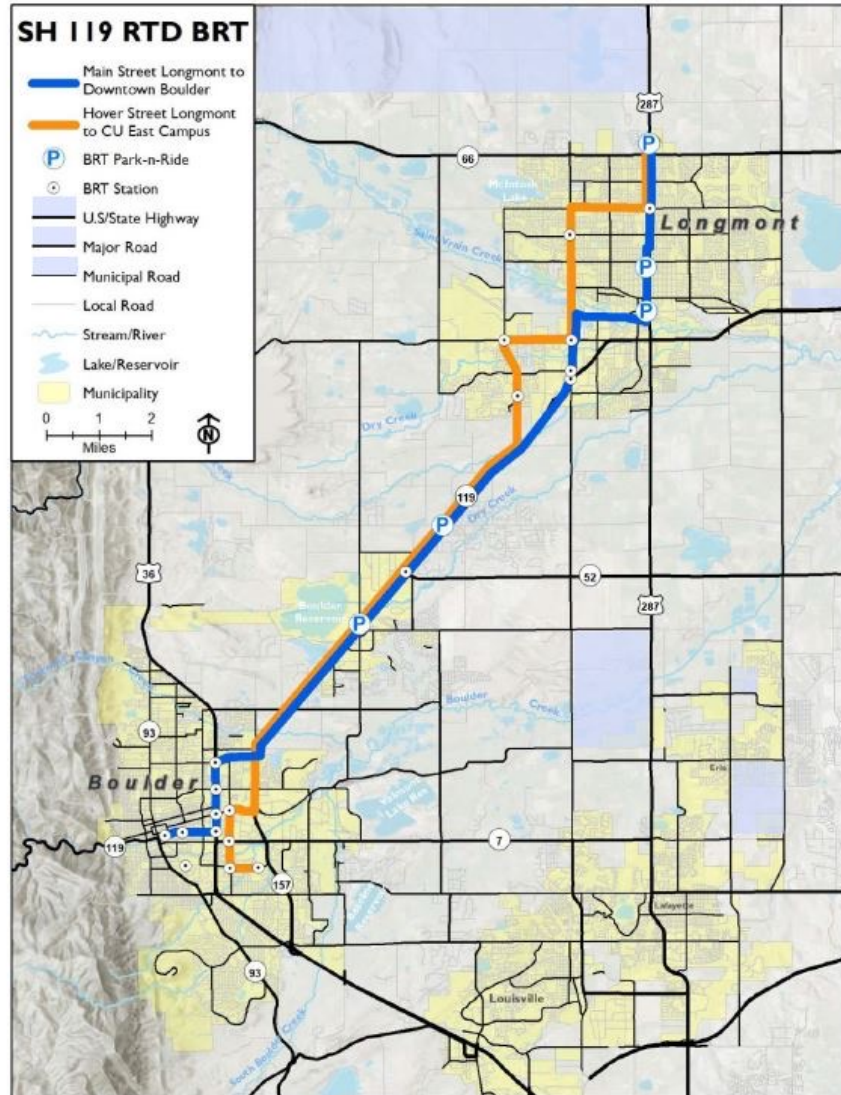 SH 119 RTD BRT
Main Street Longmont to
Downtown Boulder
Hover Street Longmont
to CU East Campus
P
BRT Park-n-Ride
BRT Station
U.S/State Highway
Major Road
Municipal Road
Local Road
Stream/River
Lake/Reservoir
Municipality
0 2
Miles
N
287
P
66
McIntosh
Lake
Longmont
Saint Vrain Creek
P
P
Dry Creek
Creek
119
Dry Creek
P
36
52
Boulder
Reservoir
287
P
Boulder
Creek
93
Boulder
Erie
119
7
157
Lafayette
93
Louisville
South Boulder Creek